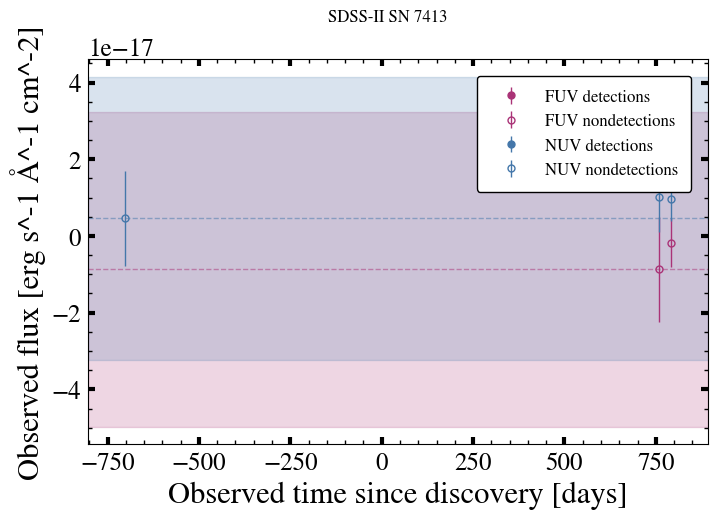 SDSS-II SN 7413
1e−17
4
2
0
−2
−4
Observed flux [erg s^-1 Å^-1 cm^-2]
FUV detections
FUV nondetections
NUV detections
NUV nondetections
−750 −500 −250 0 250 500 750
Observed time since discovery [days]